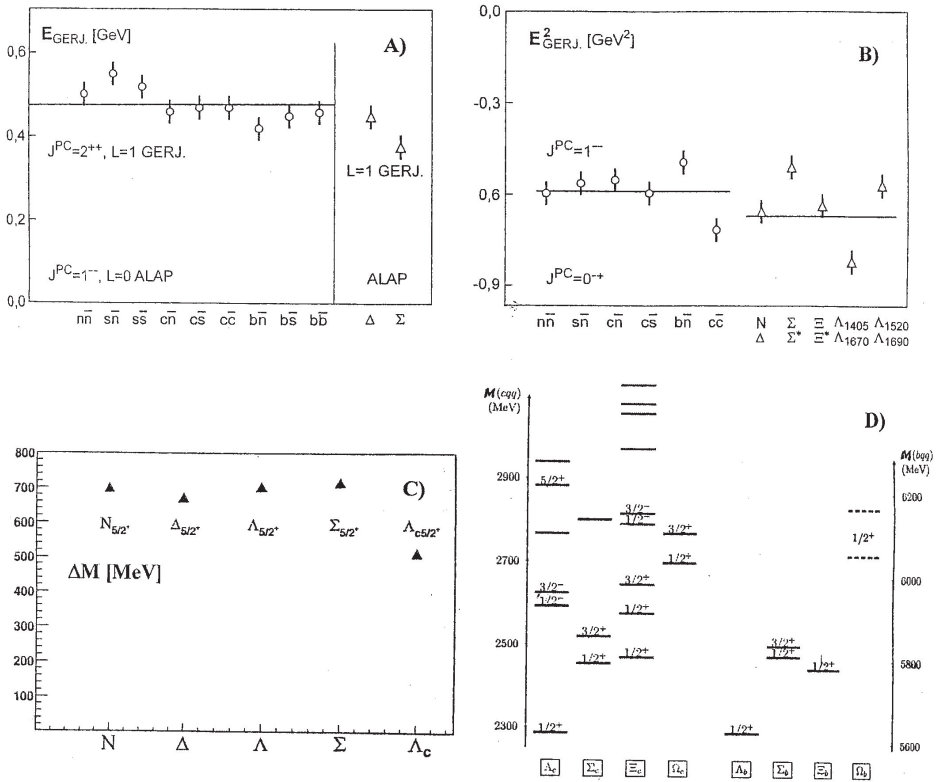 E_GERJ. [GeV]
A)
0,6
0,4
0,2
0,0
J^PC=2++, L=1 GERJ.
L=1 GERJ.
J^PC=1--, L=0 ALAP
ALAP
nn̄ sn̄ ss̄ cn̄ cs̄ cc̄ bn̄ bs̄ bb̄ Δ Σ
E²_GERJ. [GeV²]
B)
0,0
-0,3
0,6
-0,9
J^PC=1--
J^PC=0-+
nn̄ sn̄ cn̄ cs̄ bn̄ cc̄ N Σ Ξ Λ1405 Λ1520
Δ Σ* Ξ* Λ1670 Λ1690
C)
800
700
600
500
400
300
200
100
N5/2+ Δ5/2+ Λ5/2+ Σ5/2+ Λc5/2+
ΔM [MeV]
N Δ Λ Σ Λc
M(cqq)
(MeV)
D)
M(bqq)
(MeV)
2900
2700
2500
2300
6200
6000
5800
5600
5/2+
3/2-
1/2-
1/2+
3/2+
1/2+
3/2-
1/2-
3/2+
1/2+
1/2+
3/2+
1/2+
1/2+
3/2+
1/2+
1/2+
1/2+
Λc Σc Ξc Ωc Λb Σb Ξb Ωb